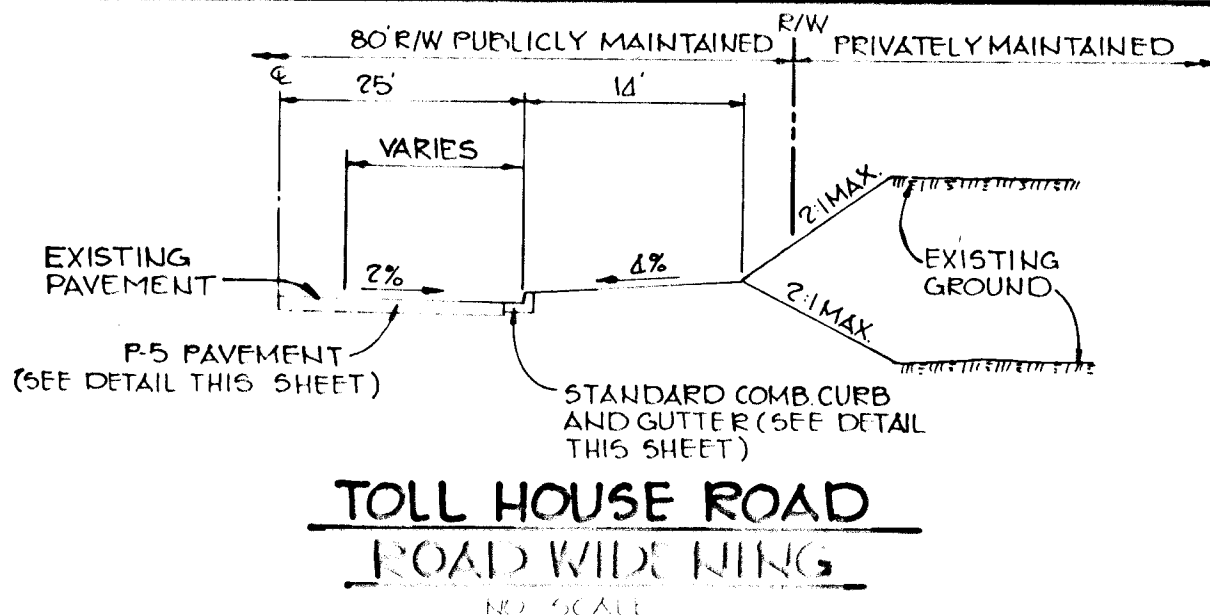 R/W
80' R/W PUBLICLY MAINTAINED
PRIVATELY MAINTAINED
℄
25'
14'
VARIES
2:1 MAX.
EXISTING
PAVEMENT
2%
4%
EXISTING
GROUND
2:1 MAX.
P-5 PAVEMENT
(SEE DETAIL THIS SHEET)
STANDARD COMB. CURB
AND GUTTER (SEE DETAIL
THIS SHEET)
TOLL HOUSE ROAD
ROAD WIDENING
NO SCALE